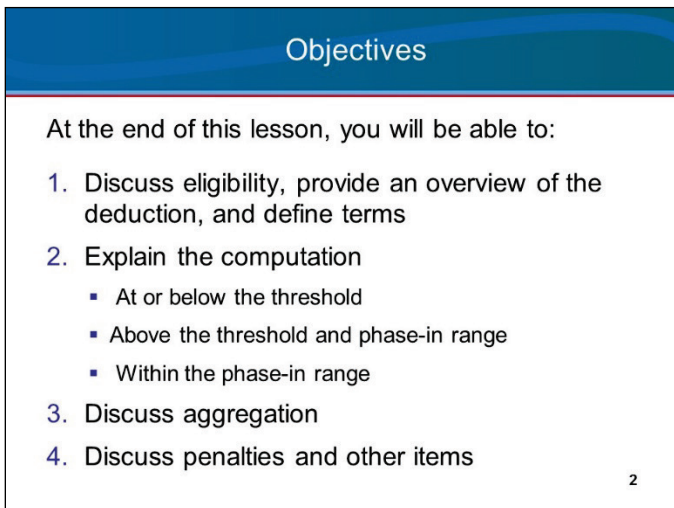 Objectives
At the end of this lesson, you will be able to:
1. Discuss eligibility, provide an overview of the
deduction, and define terms
2. Explain the computation
▪ At or below the threshold
▪ Above the threshold and phase-in range
▪ Within the phase-in range
3. Discuss aggregation
4. Discuss penalties and other items
2